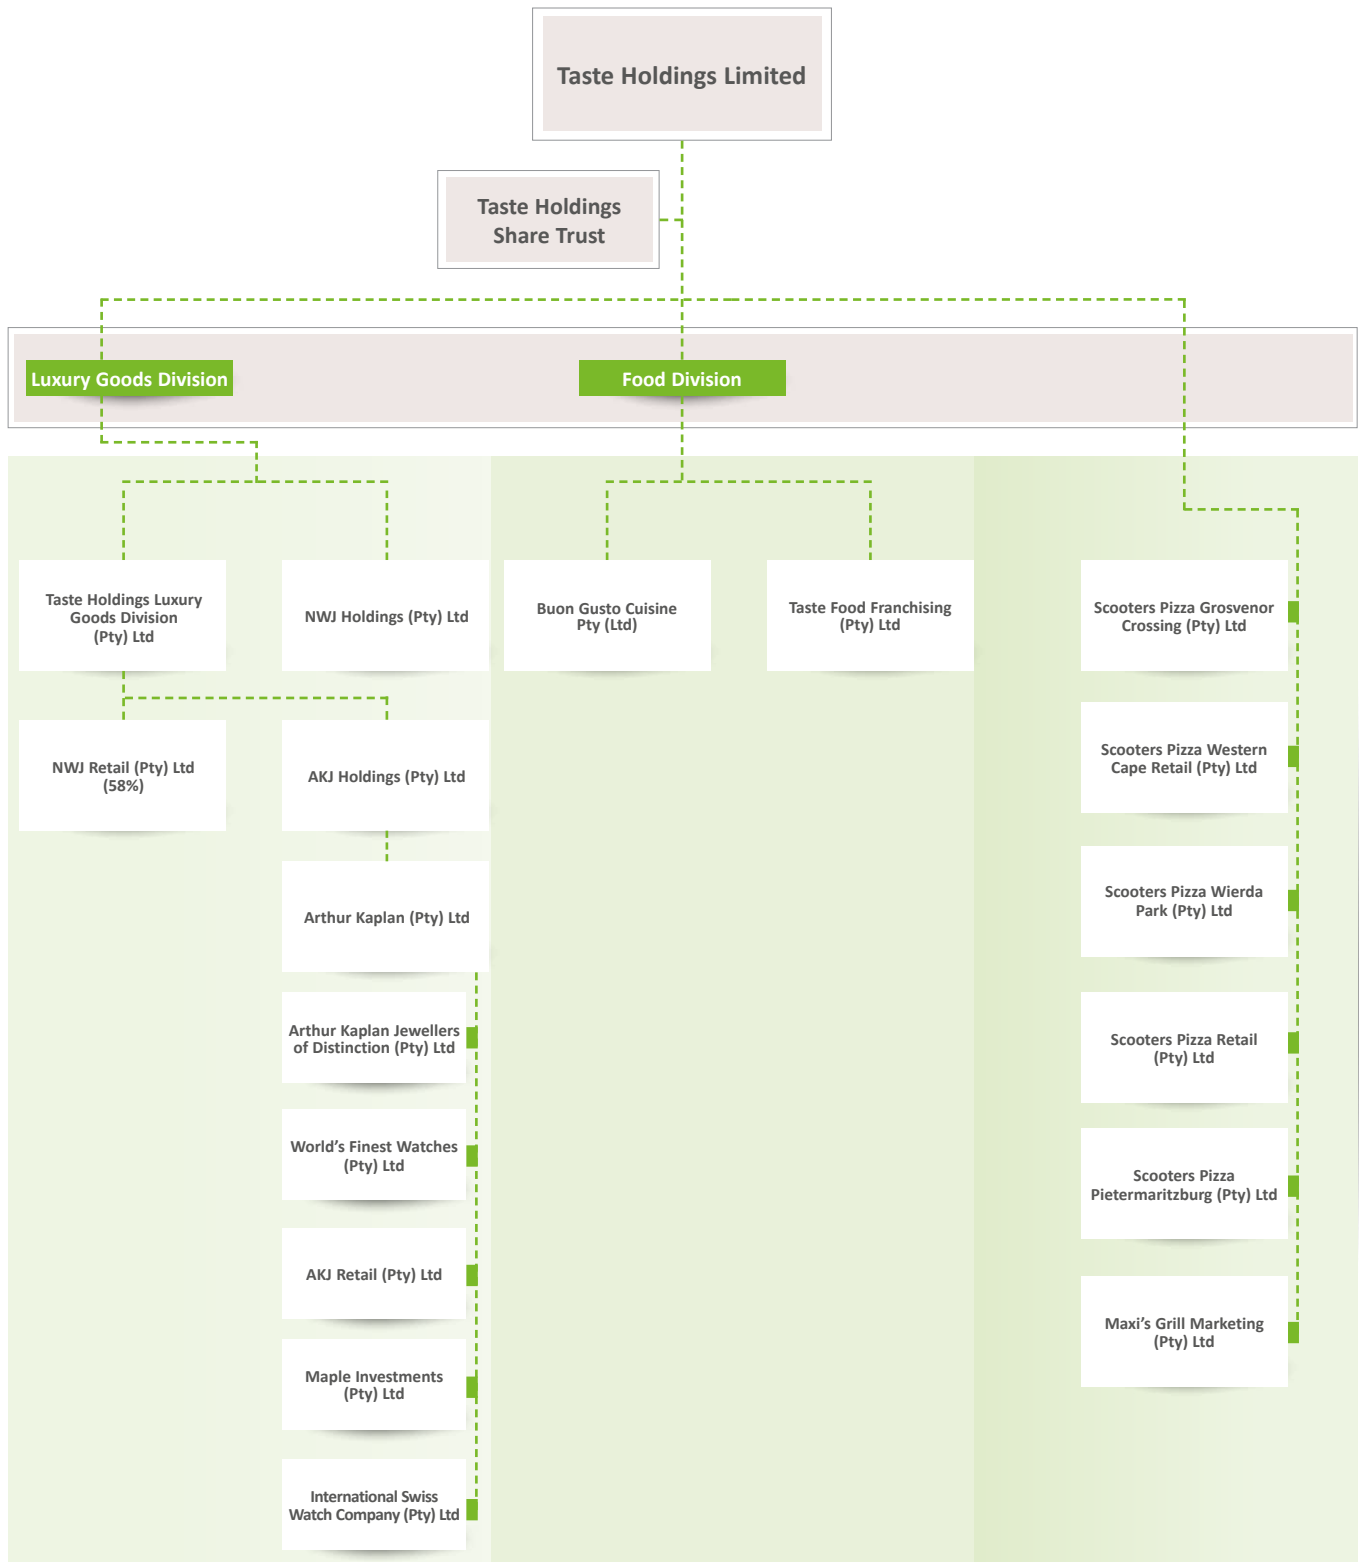 Taste Holdings Limited
Taste Holdings
Share Trust
Luxury Goods Division
Food Division
Taste Holdings Luxury
Goods Division
(Pty) Ltd
NWJ Holdings (Pty) Ltd
Buon Gusto Cuisine
Pty (Ltd)
Taste Food Franchising
(Pty) Ltd
Scooters Pizza Grosvenor
Crossing (Pty) Ltd
NWJ Retail (Pty) Ltd
(58%)
AKJ Holdings (Pty) Ltd
Scooters Pizza Western
Cape Retail (Pty) Ltd
Arthur Kaplan (Pty) Ltd
Scooters Pizza Wierda
Park (Pty) Ltd
Arthur Kaplan Jewellers
of Distinction (Pty) Ltd
Scooters Pizza Retail
(Pty) Ltd
World’s Finest Watches
(Pty) Ltd
Scooters Pizza
Pietermaritzburg (Pty) Ltd
AKJ Retail (Pty) Ltd
Maxi’s Grill Marketing
(Pty) Ltd
Maple Investments
(Pty) Ltd
International Swiss
Watch Company (Pty) Ltd